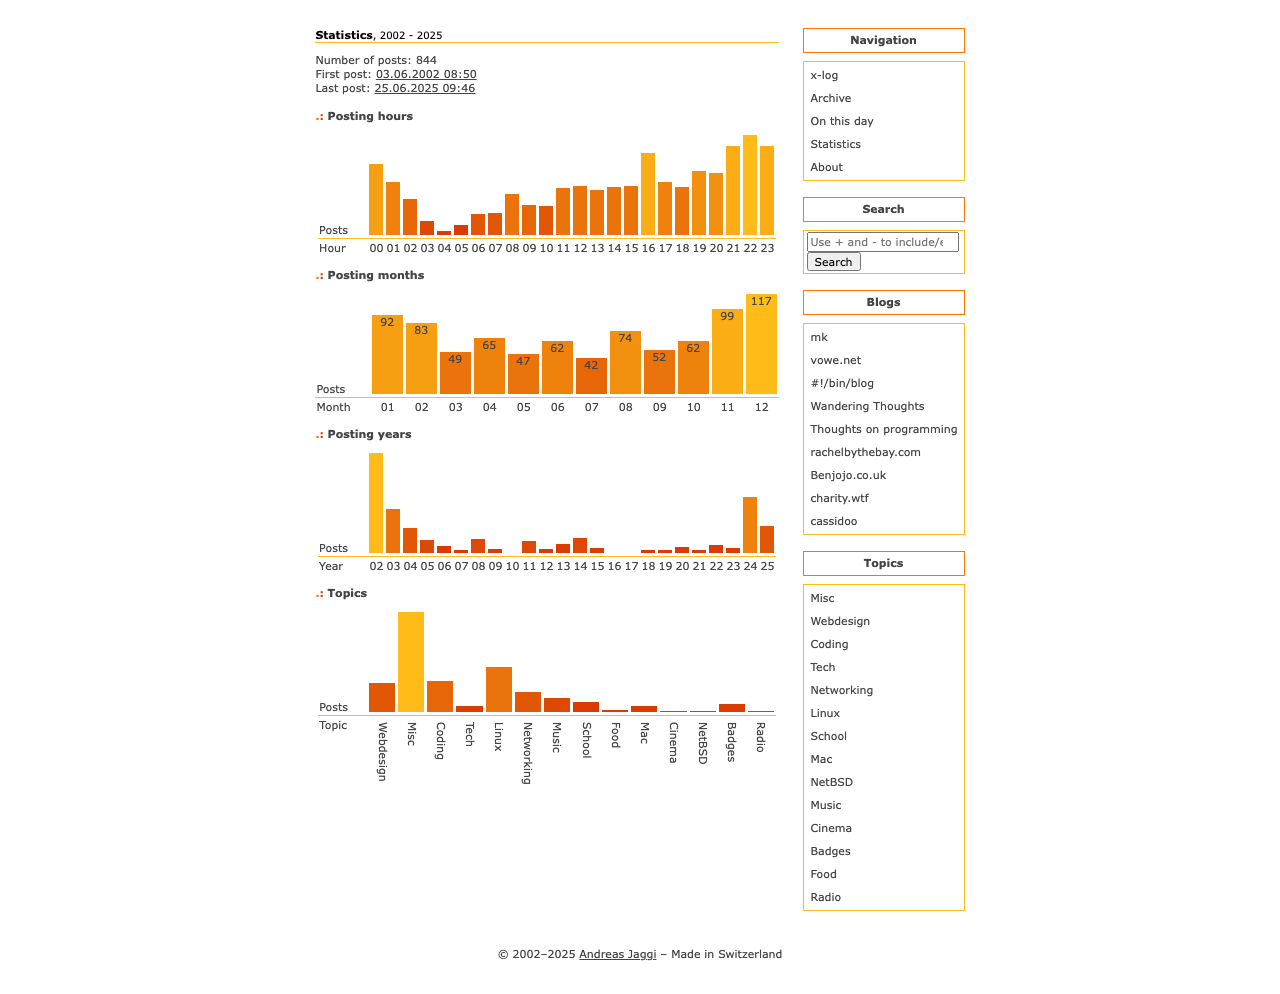 Statistics, 2002 - 2025
Number of posts: 844
First post: 03.06.2002 08:50
Last post: 25.06.2025 09:46
.: Posting hours
Posts
Hour 00 01 02 03 04 05 06 07 08 09 10 11 12 13 14 15 16 17 18 19 20 21 22 23
.: Posting months
92 83 49 65 47 62 42 74 52 62 99 117
Posts
Month 01 02 03 04 05 06 07 08 09 10 11 12
.: Posting years
Posts
Year 02 03 04 05 06 07 08 09 10 11 12 13 14 15 16 17 18 19 20 21 22 23 24 25
.: Topics
Posts
Topic Webdesign Misc Coding Tech Linux Networking Music School Food Mac Cinema NetBSD Badges Radio
Navigation
x-log
Archive
On this day
Statistics
About
Search
Use + and - to include/e
Search
Blogs
mk
vowe.net
#!/bin/blog
Wandering Thoughts
Thoughts on programming
rachelbythebay.com
Benjojo.co.uk
charity.wtf
cassidoo
Topics
Misc
Webdesign
Coding
Tech
Networking
Linux
School
Mac
NetBSD
Music
Cinema
Badges
Food
Radio
© 2002–2025 Andreas Jaggi – Made in Switzerland